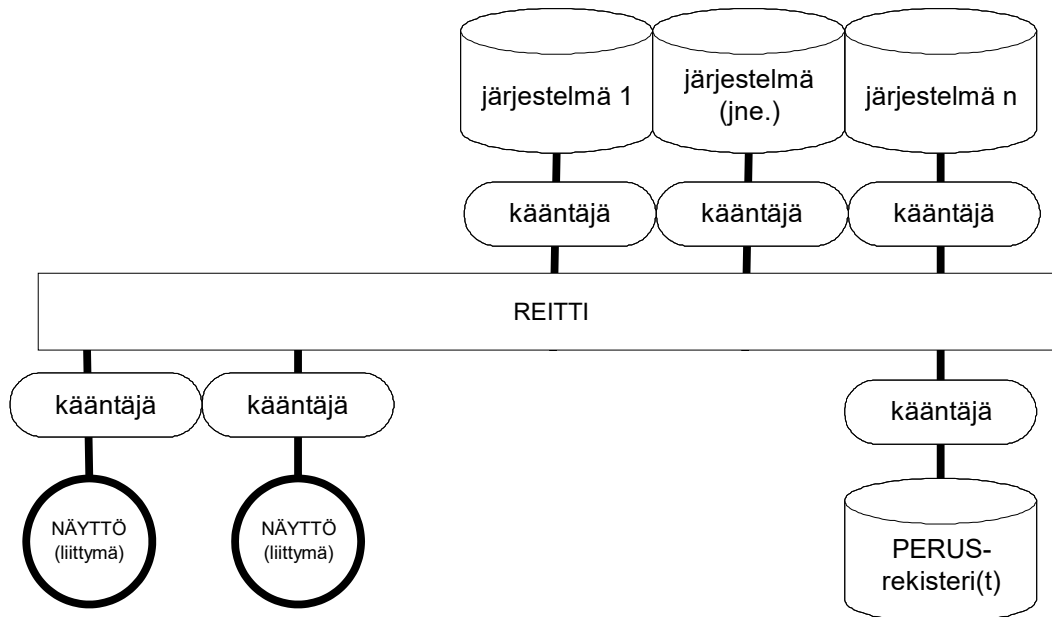 järjestelmä 1
järjestelmä
(jne.)
järjestelmä n
kääntäjä
kääntäjä
kääntäjä
REITTI
kääntäjä
kääntäjä
kääntäjä
NÄYTTÖ
(liittymä)
NÄYTTÖ
(liittymä)
PERUS-
rekisteri(t)